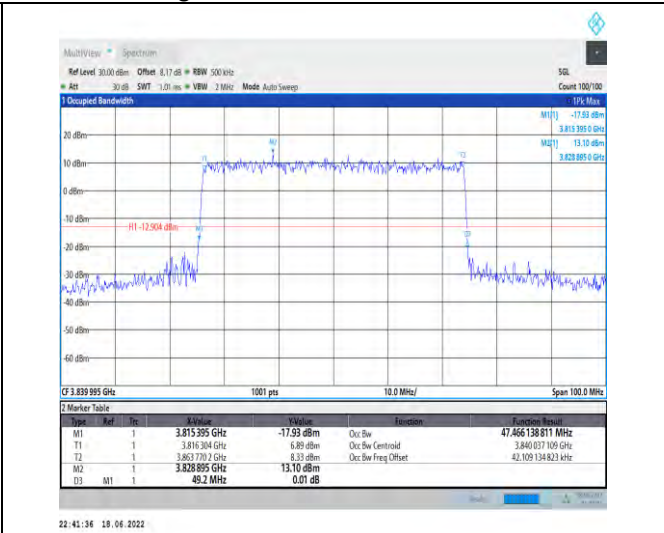 MultiView Spectrum
Ref Level 30.00 dBm Offset 8.17 dB RBW 500 kHz SGL
Att 30 dB SWT 1.01 ms VBW 2 MHz Mode Auto Sweep Count 100/100
1 Occupied Bandwidth 1Pk Max
M1[1] -17.93 dBm
3.815 395 0 GHz
M2[1] 13.10 dBm
3.828 895 0 GHz
20 dBm
M2
T1 T2
10 dBm
0 dBm
-10 dBm
H1 -12.904 dBm
M1
D3
-20 dBm
-30 dBm
-40 dBm
-50 dBm
-60 dBm
CF 3.839 995 GHz 1001 pts 10.0 MHz/ Span 100.0 MHz
2 Marker Table
Type Ref Trc X-Value Y-Value Function Function Result
M1 1 3.815 395 GHz -17.93 dBm Occ Bw 47.466 138 811 MHz
T1 1 3.816 304 GHz 6.89 dBm Occ Bw Centroid 3.840 037 109 GHz
T2 1 3.863 770 2 GHz 8.33 dBm Occ Bw Freq Offset 42.109 134 823 kHz
M2 1 3.828 895 GHz 13.10 dBm
D3 M1 1 49.2 MHz 0.01 dB
22:41:36 18.06.2022